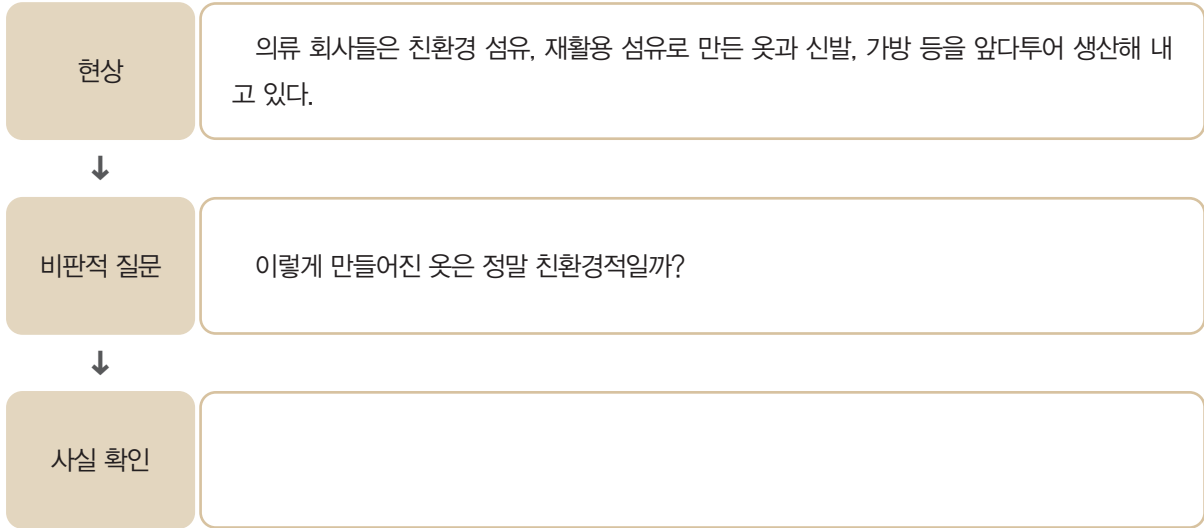 현상
의류 회사들은 친환경 섬유, 재활용 섬유로 만든 옷과 신발, 가방 등을 앞다투어 생산해 내
고 있다.
↓
비판적 질문
이렇게 만들어진 옷은 정말 친환경적일까?
↓
사실 확인